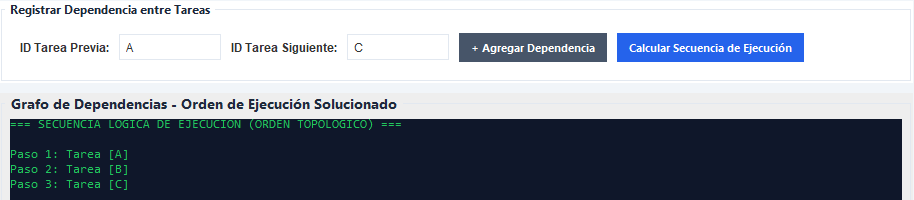 Registrar Dependencia entre Tareas
ID Tarea Previa: A ID Tarea Siguiente: C + Agregar Dependencia Calcular Secuencia de Ejecución
Grafo de Dependencias - Orden de Ejecución Solucionado
=== SECUENCIA LOGICA DE EJECUCION (ORDEN TOPOLOGICO) ===
Paso 1: Tarea [A]
Paso 2: Tarea [B]
Paso 3: Tarea [C]